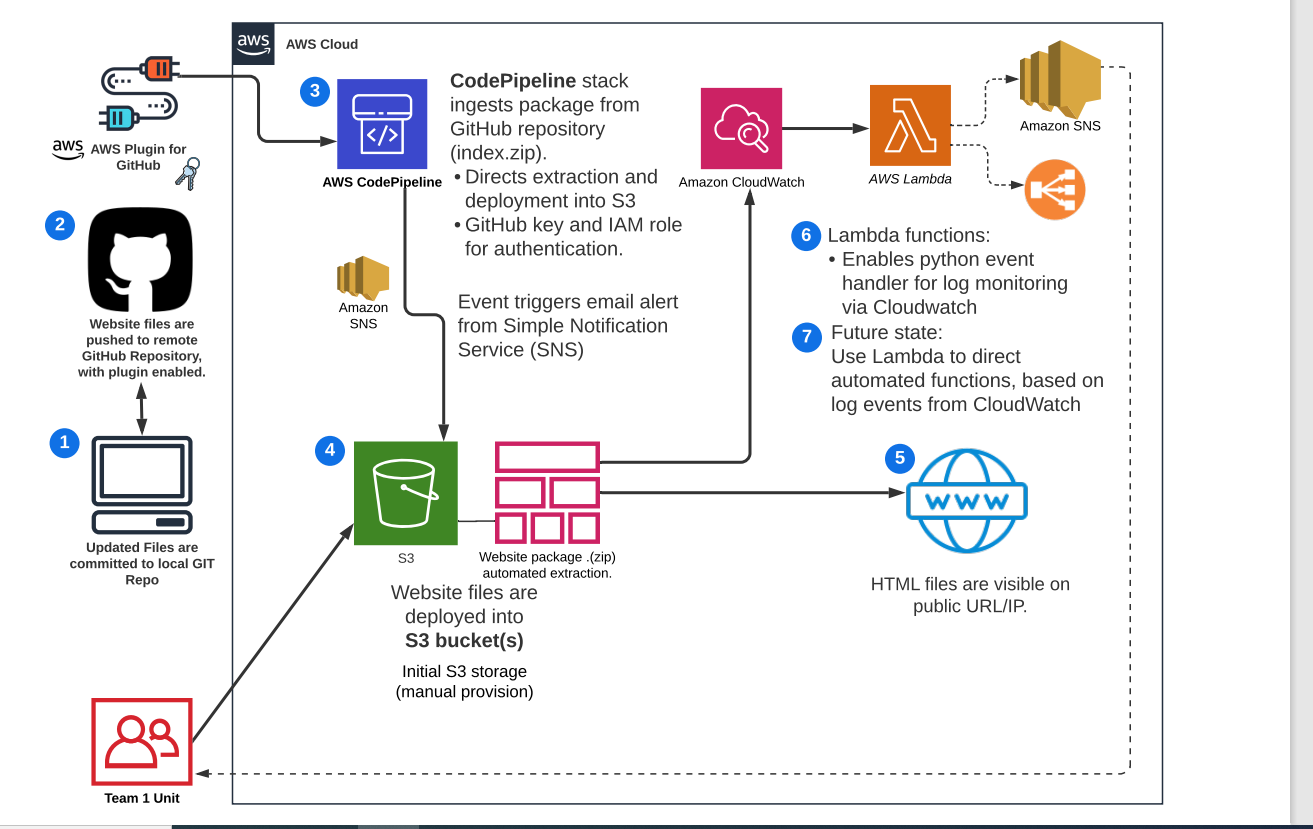 aws
AWS Cloud
aws
AWS Plugin for
GitHub
2
Website files are
pushed to remote
GitHub Repository,
with plugin enabled.
1
Updated Files are
committed to local GIT
Repo
Team 1 Unit
3
</>
AWS CodePipeline
CodePipeline stack
ingests package from
GitHub repository
(index.zip).
• Directs extraction and
deployment into S3
• GitHub key and IAM role
for authentication.
Amazon
SNS
Event triggers email alert
from Simple Notification
Service (SNS)
4
S3
Website package .(zip)
automated extraction.
Website files are
deployed into
S3 bucket(s)
Initial S3 storage
(manual provision)
Amazon CloudWatch
AWS Lambda
Amazon SNS
6
Lambda functions:
• Enables python event
handler for log monitoring
via Cloudwatch
7
Future state:
Use Lambda to direct
automated functions, based on
log events from CloudWatch
5
WWW
HTML files are visible on
public URL/IP.